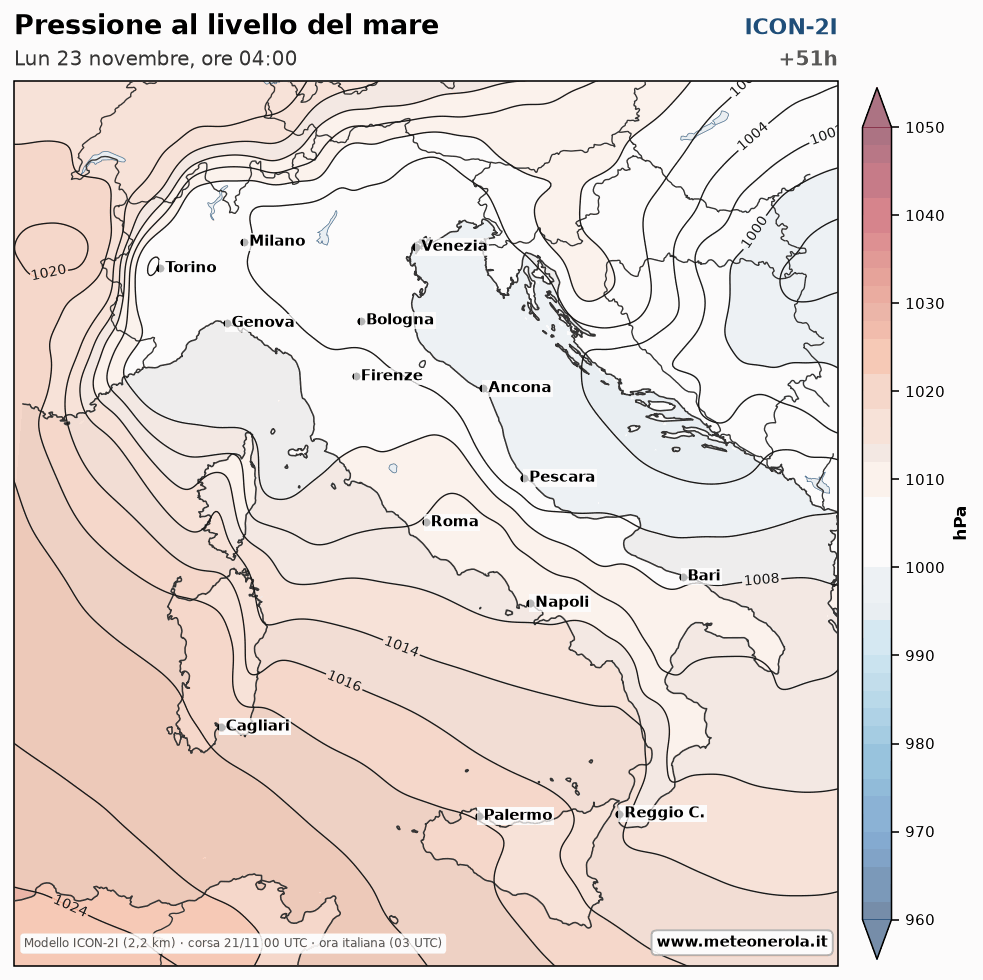 Pressione al livello del mare
ICON-2I
Lun 23 novembre, ore 04:00
+51h
1004
1000
1020
Milano
Venezia
Torino
Genova
Bologna
Firenze
Ancona
Pescara
Roma
Bari
1008
Napoli
1014
1016
Cagliari
Palermo
Reggio C.
1024
Modello ICON-2I (2,2 km) · corsa 21/11 00 UTC · ora italiana (03 UTC)
www.meteonerola.it
1050
1040
1030
1020
1010
1000
990
980
970
960
hPa